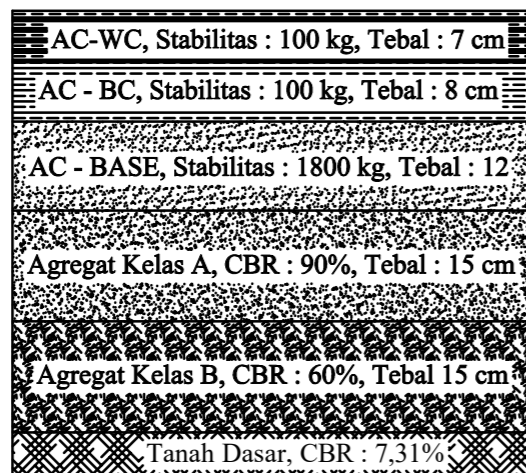 AC-WC, Stabilitas : 100 kg, Tebal : 7 cm
AC - BC, Stabilitas : 100 kg, Tebal : 8 cm
AC - BASE, Stabilitas : 1800 kg, Tebal : 12
Agregat Kelas A, CBR : 90%, Tebal : 15 cm
Agregat Kelas B, CBR : 60%, Tebal 15 cm
Tanah Dasar, CBR : 7,31%